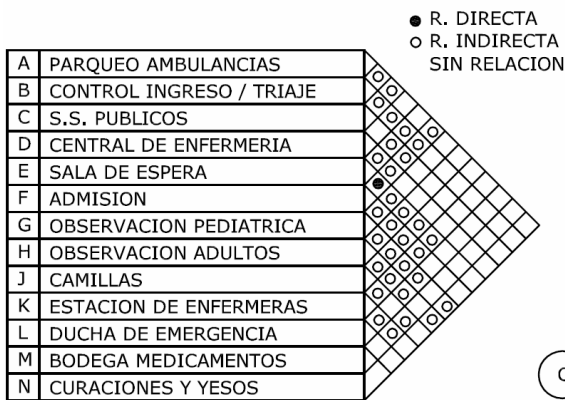 R. DIRECTA
R. INDIRECTA
SIN RELACION
A PARQUEO AMBULANCIAS
B CONTROL INGRESO / TRIAJE
C S.S. PUBLICOS
D CENTRAL DE ENFERMERIA
E SALA DE ESPERA
F ADMISION
G OBSERVACION PEDIATRICA
H OBSERVACION ADULTOS
J CAMILLAS
K ESTACION DE ENFERMERAS
L DUCHA DE EMERGENCIA
M BODEGA MEDICAMENTOS
N CURACIONES Y YESOS